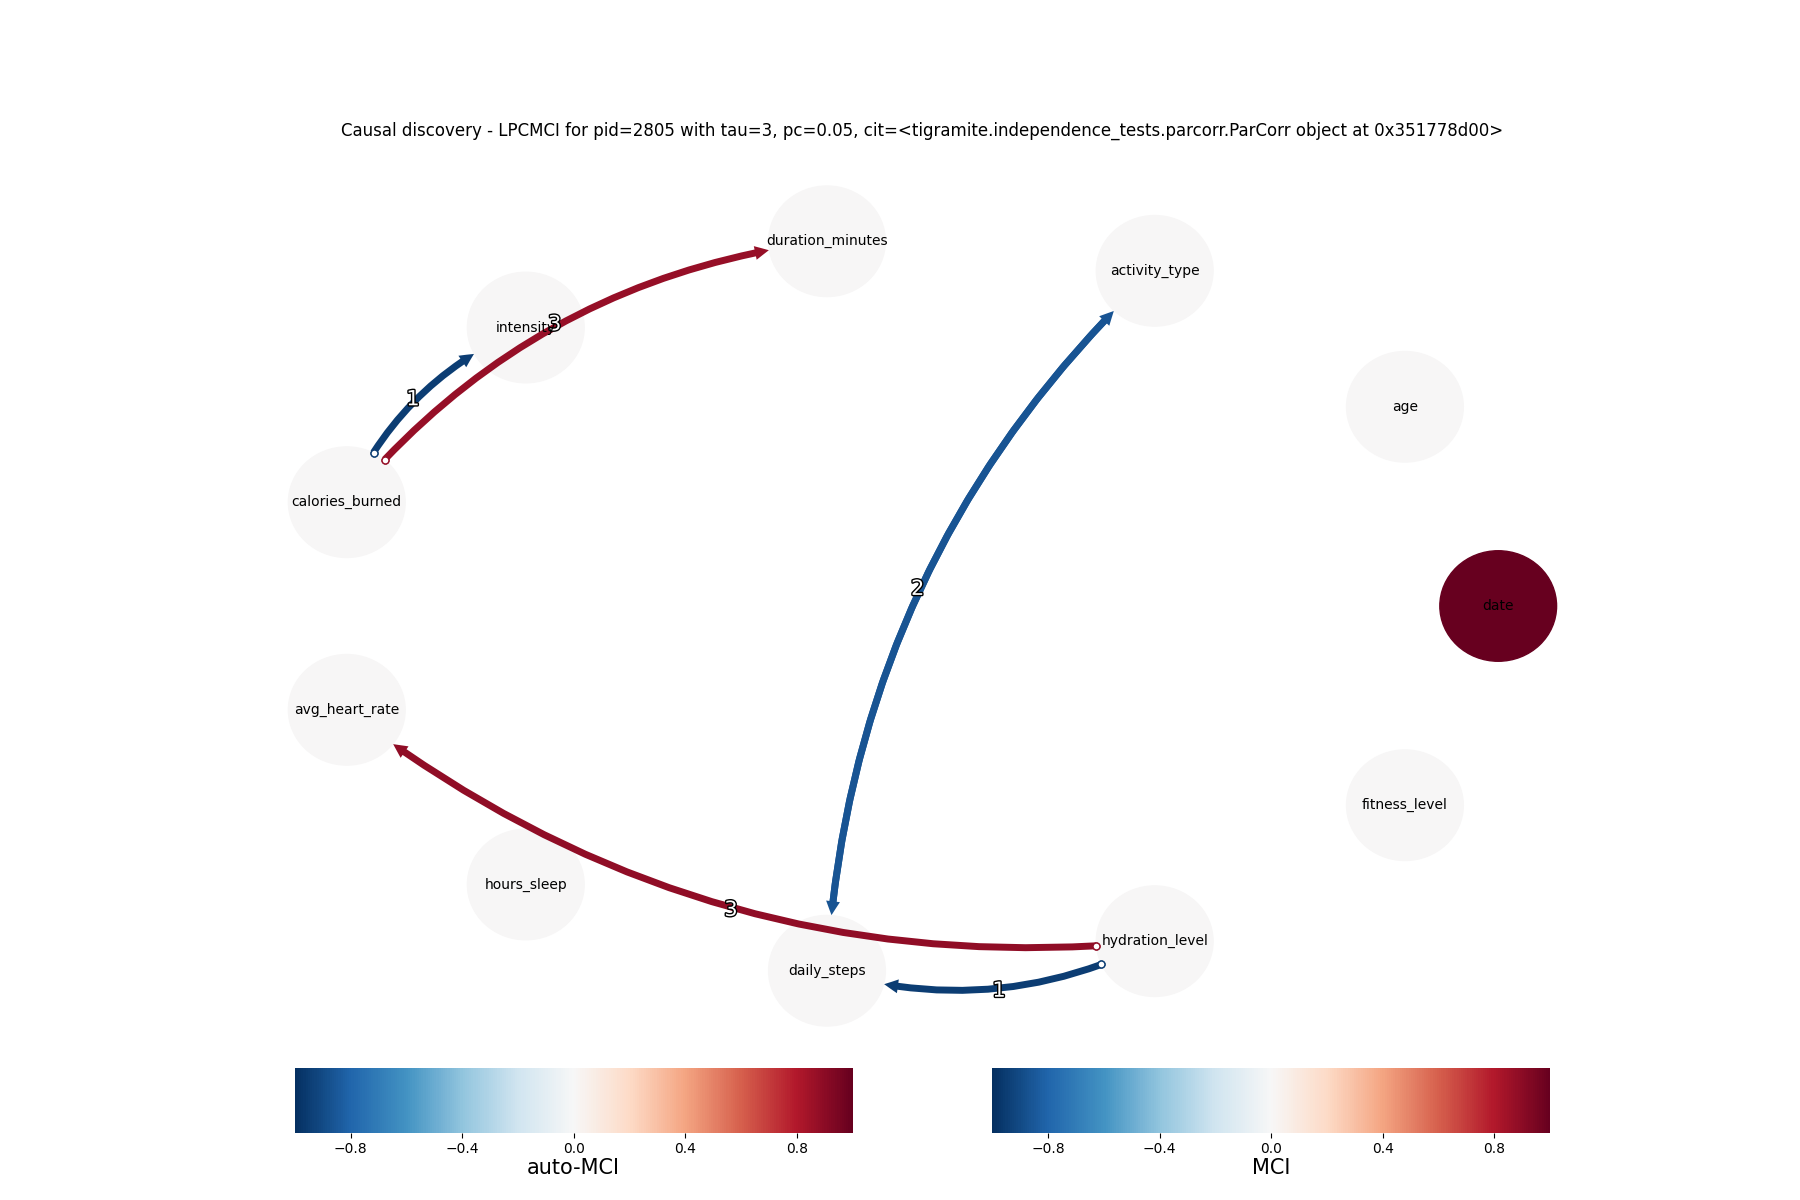 Causal discovery - LPCMCI for pid=2805 with tau=3, pc=0.05, cit=<tigramite.independence_tests.parcorr.ParCorr object at 0x351778d00>
duration_minutes
activity_type
intensity
3
1
age
calories_burned
2
date
avg_heart_rate
fitness_level
hours_sleep
3
hydration_level
daily_steps
1
−0.8 −0.4 0.0 0.4 0.8
auto-MCI
−0.8 −0.4 0.0 0.4 0.8
MCI